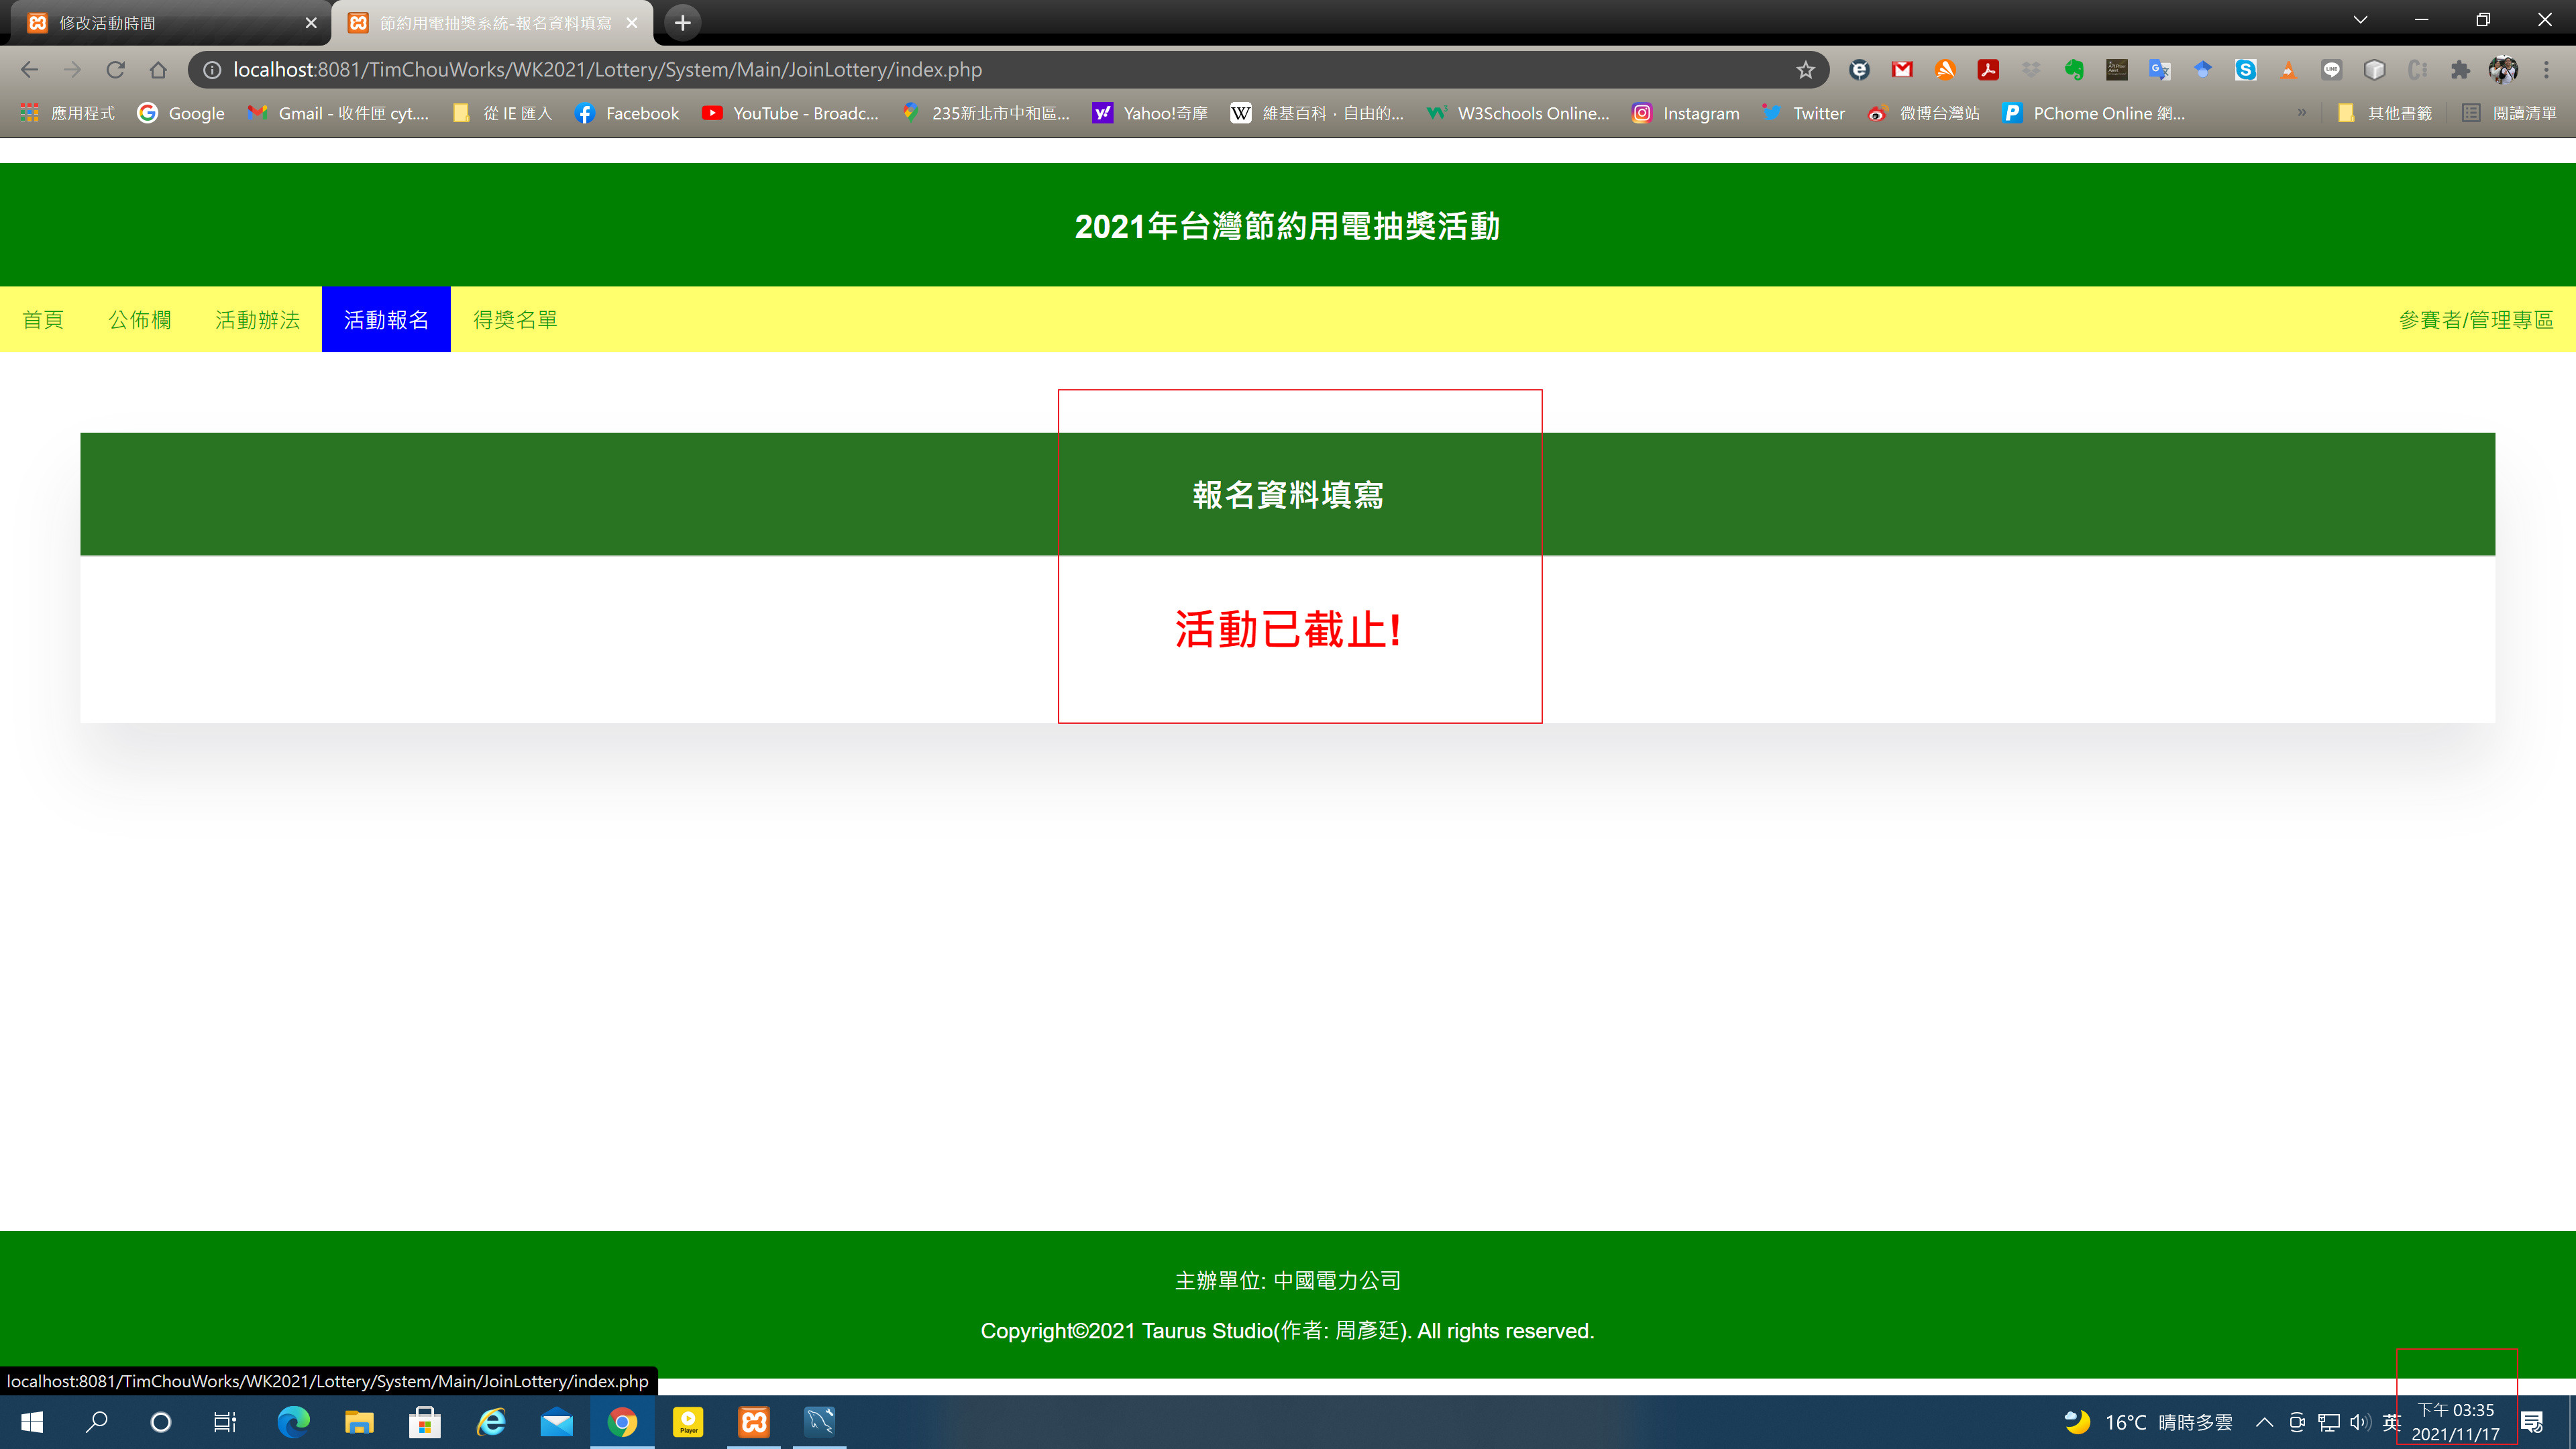 修改活動時間
節約用電抽獎系統-報名資料填寫
localhost:8081/TimChouWorks/WK2021/Lottery/System/Main/JoinLottery/index.php
應用程式
Google
Gmail - 收件匣 cyt....
從 IE 匯入
Facebook
YouTube - Broadc...
235新北市中和區...
Yahoo!奇摩
維基百科，自由的...
W3Schools Online...
Instagram
Twitter
微博台灣站
PChome Online 網...
»
其他書籤
閱讀清單
2021年台灣節約用電抽獎活動
首頁
公佈欄
活動辦法
活動報名
得獎名單
參賽者/管理專區
報名資料填寫
活動已截止!
主辦單位: 中國電力公司
Copyright©2021 Taurus Studio(作者: 周彥廷). All rights reserved.
localhost:8081/TimChouWorks/WK2021/Lottery/System/Main/JoinLottery/index.php
Player
16°C 晴時多雲
英
下午 03:35
2021/11/17